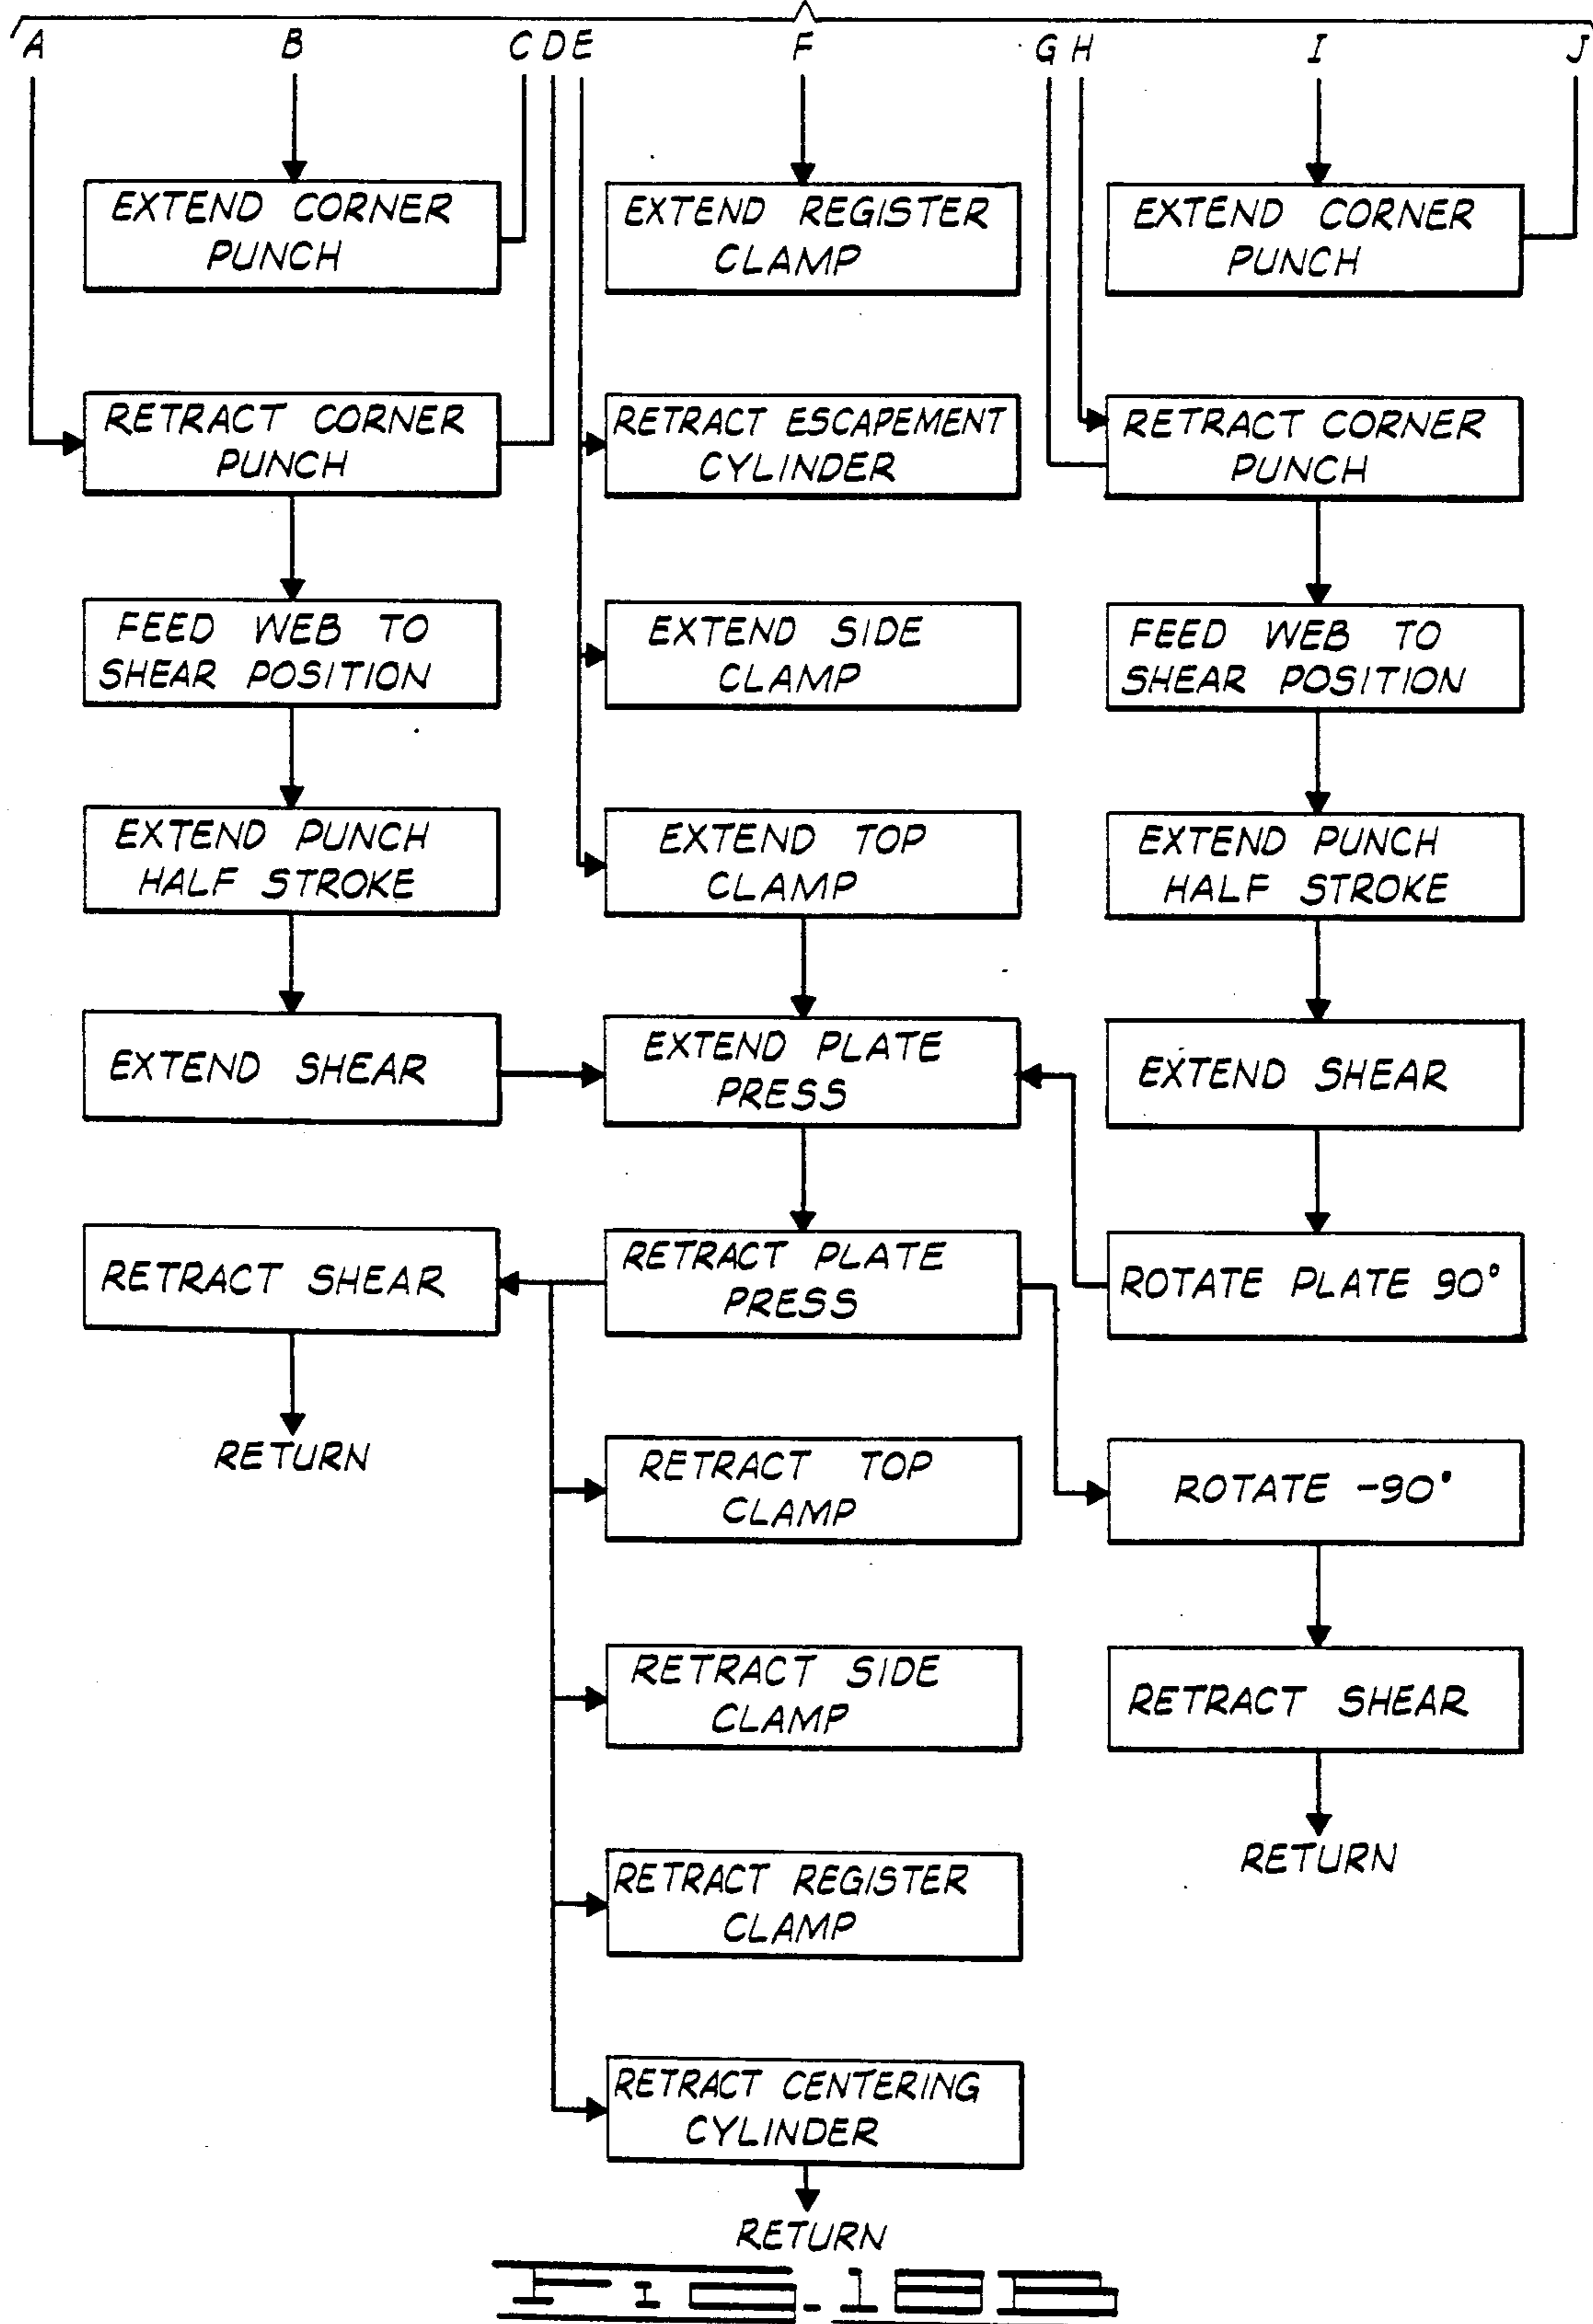 A B C D E F G H I J
EXTEND CORNER
PUNCH
RETRACT CORNER
PUNCH
FEED WEB TO
SHEAR POSITION
EXTEND PUNCH
HALF STROKE
EXTEND SHEAR
RETRACT SHEAR
RETURN
EXTEND REGISTER
CLAMP
RETRACT ESCAPEMENT
CYLINDER
EXTEND SIDE
CLAMP
EXTEND TOP
CLAMP
EXTEND PLATE
PRESS
RETRACT PLATE
PRESS
RETRACT TOP
CLAMP
RETRACT SIDE
CLAMP
RETRACT REGISTER
CLAMP
RETRACT CENTERING
CYLINDER
RETURN
EXTEND CORNER
PUNCH
RETRACT CORNER
PUNCH
FEED WEB TO
SHEAR POSITION
EXTEND PUNCH
HALF STROKE
EXTEND SHEAR
ROTATE PLATE 90°
ROTATE -90°
RETRACT SHEAR
RETURN
Fig-18B